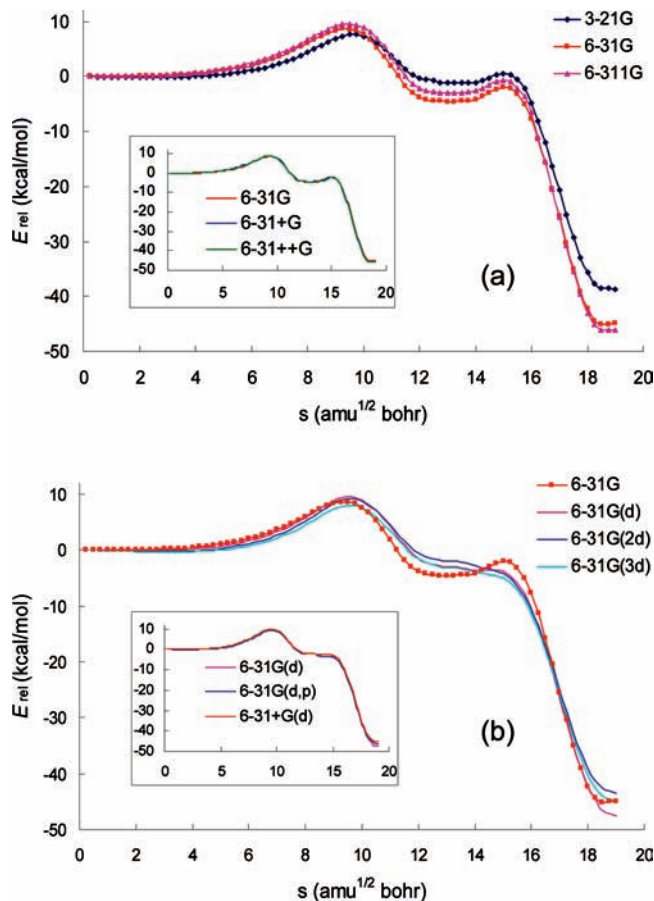 10
0
-10
-20
-30
-40
-50
E rel (kcal/mol)
3-21G
6-31G
6-311G
10
0
-10
-20
-30
-40
-50
6-31G
6-31+G
6-31++G
0 5 10 15 20
(a)
0 2 4 6 8 10 12 14 16 18 20
s (amu1/2 bohr)
10
0
-10
-20
-30
-40
-50
E rel (kcal/mol)
6-31G
6-31G(d)
6-31G(2d)
6-31G(3d)
10
0
-10
-20
-30
-40
-50
6-31G(d)
6-31G(d,p)
6-31+G(d)
0 5 10 15 20
(b)
0 2 4 6 8 10 12 14 16 18 20
s (amu1/2 bohr)